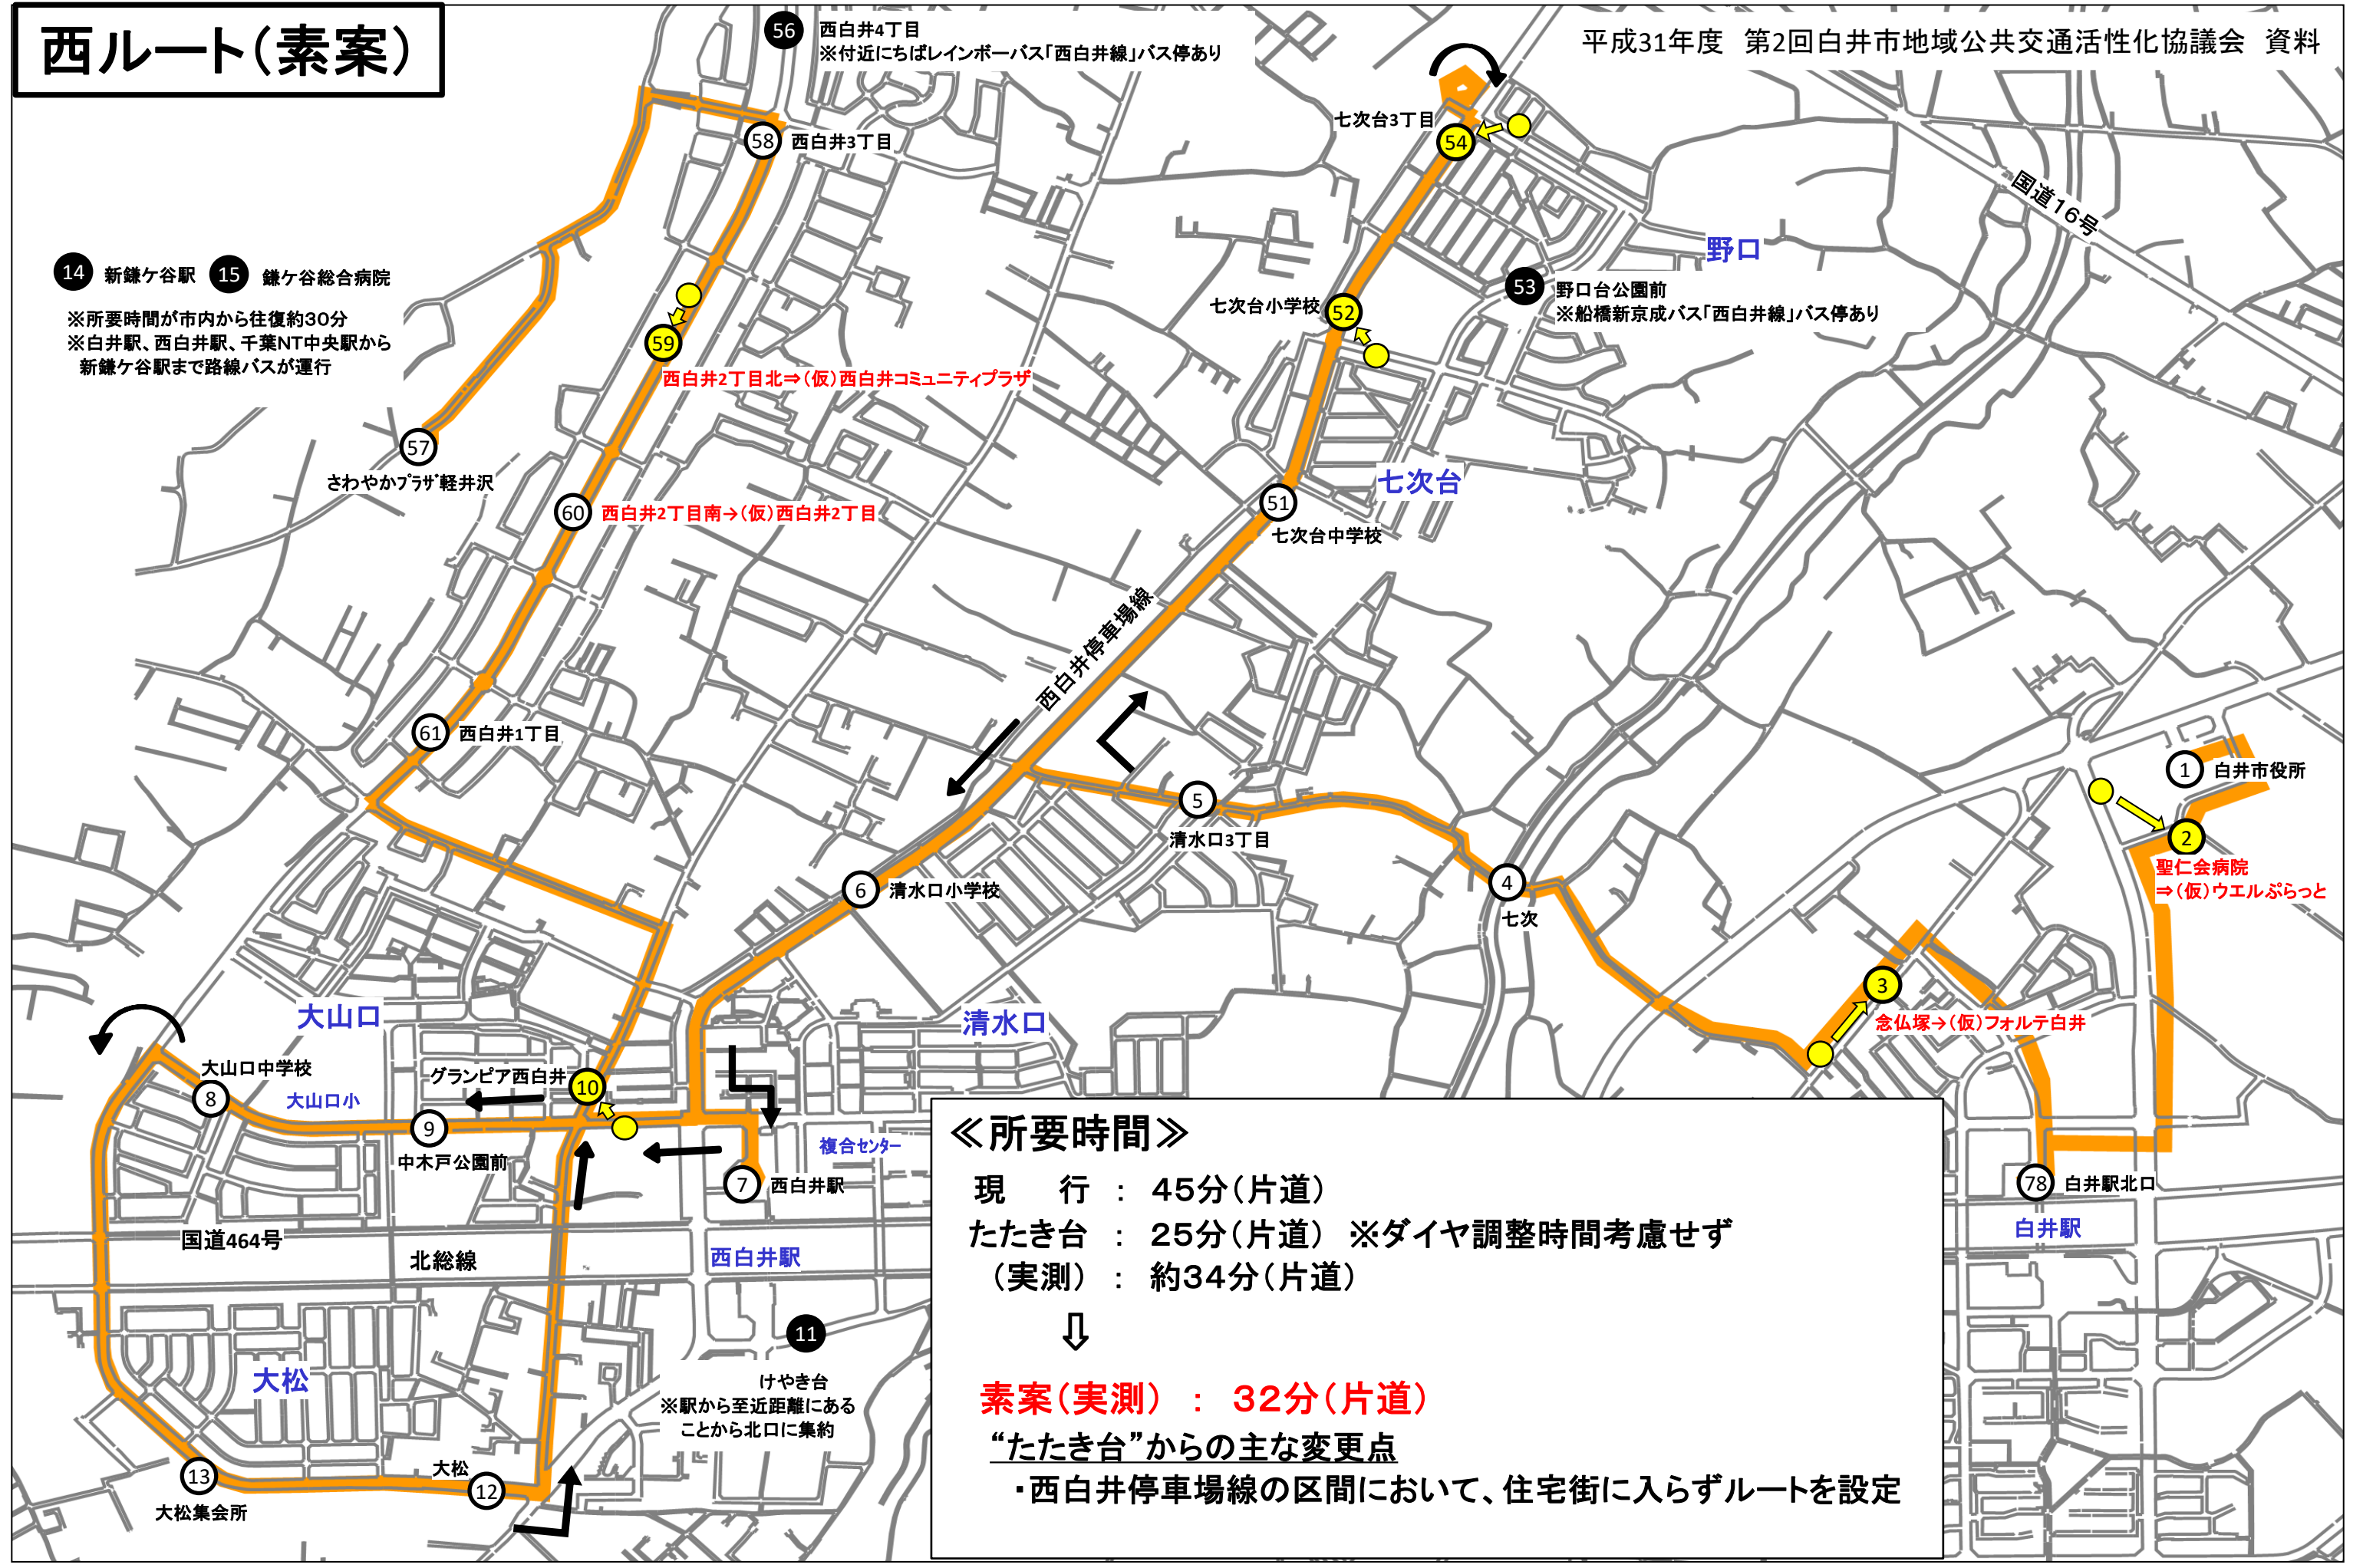 西ルート（素案）
平成31年度　第2回白井市地域公共交通活性化協議会　資料
56
西白井4丁目
※付近にちばレインボーバス「西白井線」バス停あり
58
西白井3丁目
七次台3丁目
54
国道16号
野口
14
新鎌ケ谷駅
15
鎌ケ谷総合病院
※所要時間が市内から往復約30分
※白井駅、西白井駅、千葉NT中央駅から
新鎌ケ谷駅まで路線バスが運行
53
野口台公園前
※船橋新京成バス「西白井線」バス停あり
七次台小学校
52
59
西白井2丁目北⇒（仮）西白井コミュニティプラザ
57
さわやかプラザ軽井沢
七次台
60
西白井2丁目南→（仮）西白井2丁目
51
七次台中学校
西白井停車場線
61
西白井1丁目
1
白井市役所
5
清水口3丁目
2
聖仁会病院
⇒（仮）ウエルぷらっと
6
清水口小学校
4
七次
3
念仏塚→（仮）フォルテ白井
大山口
清水口
大山口中学校
8
大山口小
グランピア西白井
10
9
中木戸公園前
複合センター
7
西白井駅
78
白井駅北口
白井駅
国道464号
北総線
西白井駅
11
けやき台
※駅から至近距離にある
ことから北口に集約
大松
13
大松集会所
大松
12
≪所要時間≫
現　行　：　45分（片道）
たたき台　：　25分（片道）　※ダイヤ調整時間考慮せず
（実測）　：　約34分（片道）
⇩
素案（実測）　：　32分（片道）
“たたき台”からの主な変更点
・西白井停車場線の区間において、住宅街に入らずルートを設定